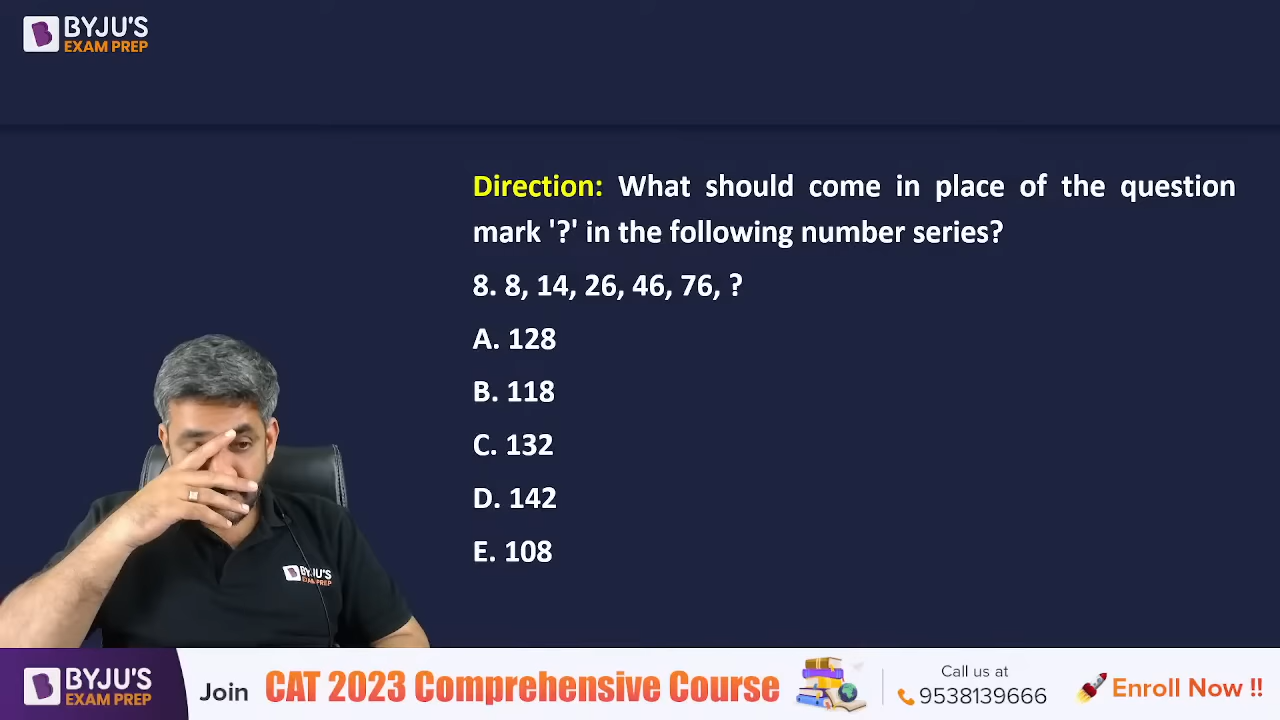 BYJU'S
EXAM PREP
Direction: What should come in place of the question
mark '?' in the following number series?
8. 8, 14, 26, 46, 76, ?
A. 128
B. 118
C. 132
D. 142
E. 108
BYJU'S
EXAM PREP
BYJU'S
EXAM PREP
Join CAT 2023 Comprehensive Course
Call us at
9538139666
Enroll Now !!